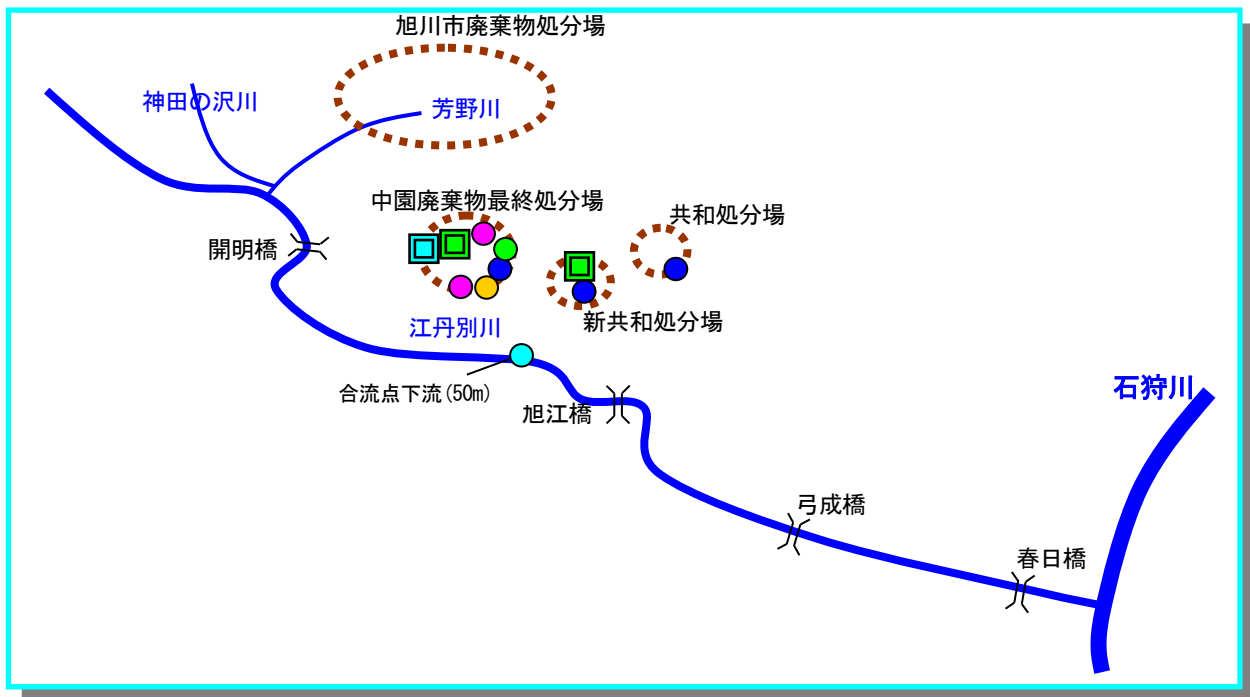 旭川市廃棄物処分場
神田の沢川
芳野川
中園廃棄物最終処分場
共和処分場
開明橋
江丹別川
新共和処分場
合流点下流(50m)
旭江橋
石狩川
弓成橋
春日橋